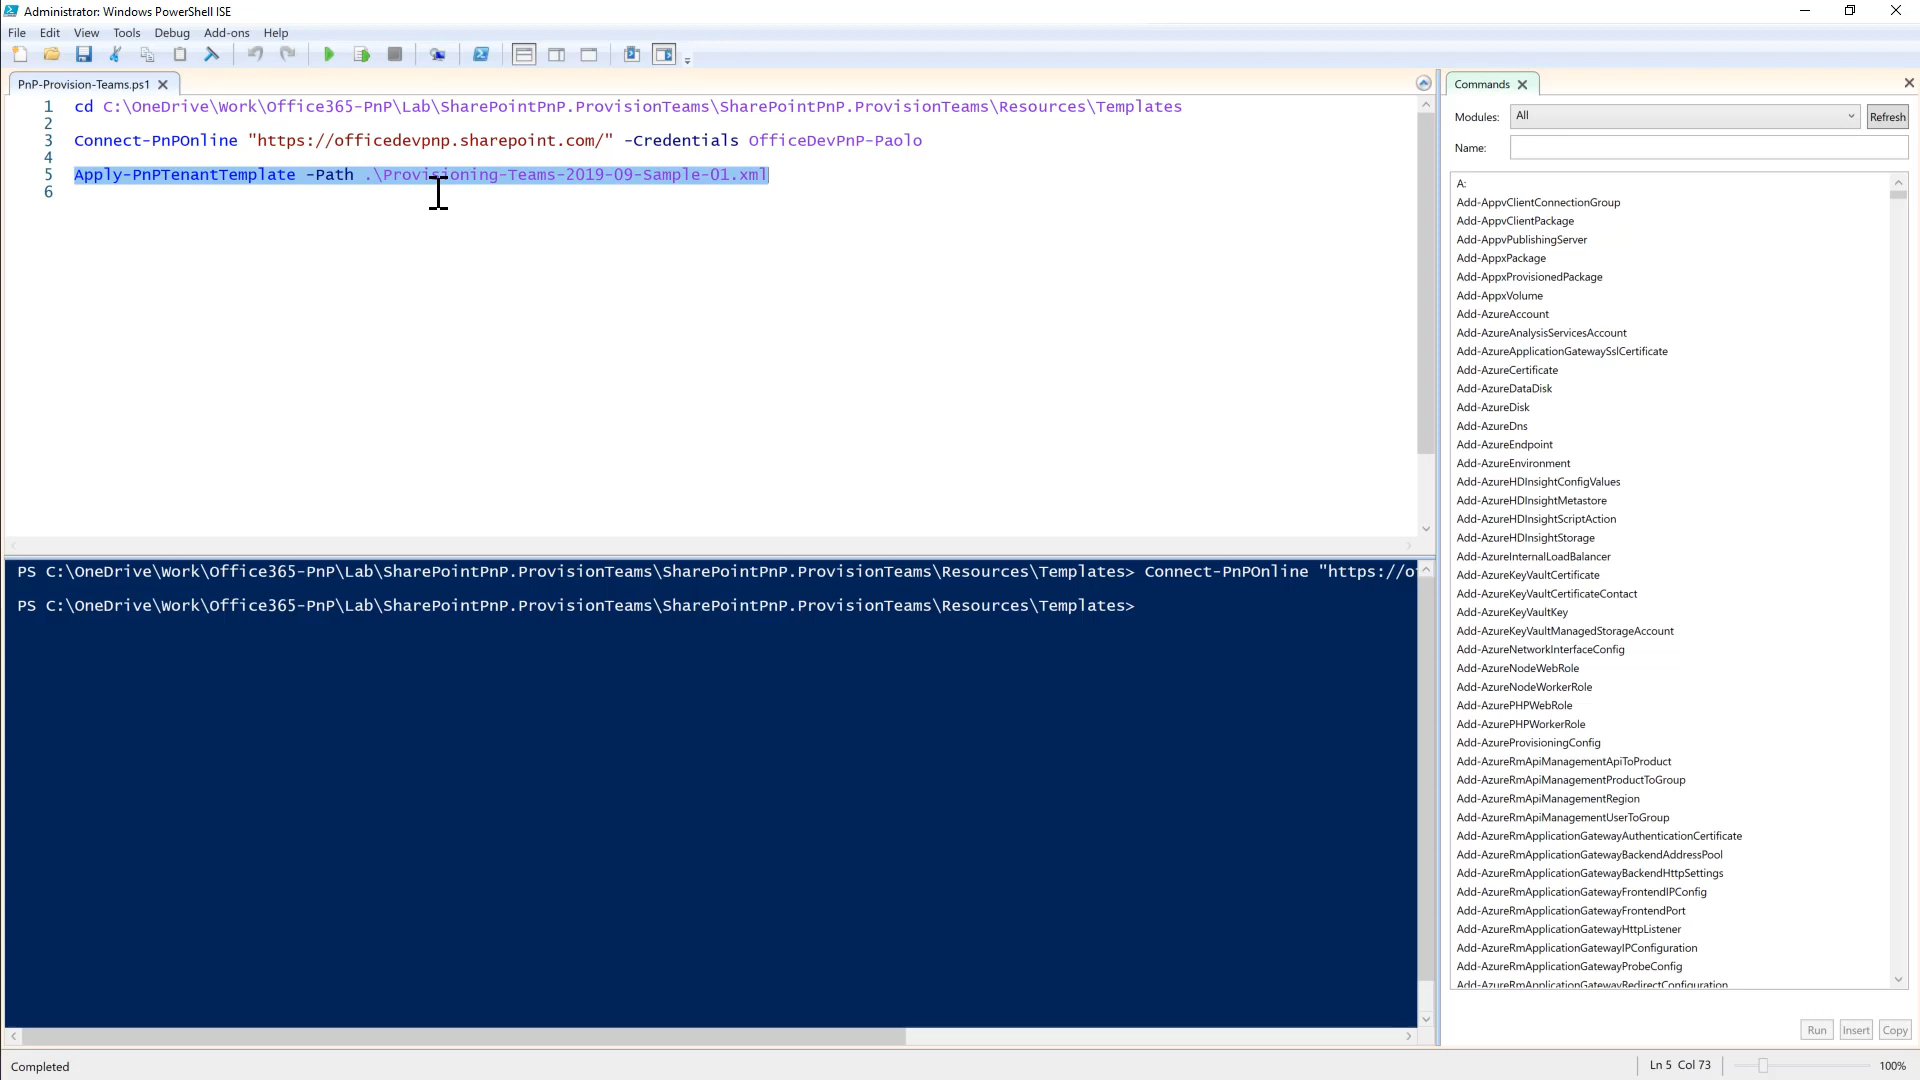 Administrator: Windows PowerShell ISE
File Edit View Tools Debug Add-ons Help
PnP-Provision-Teams.ps1
1 cd C:\OneDrive\Work\Office365-PnP\Lab\SharePointPnP.ProvisionTeams\SharePointPnP.ProvisionTeams\Resources\Templates
2
3 Connect-PnPOnline "https://officedevpnp.sharepoint.com/" -Credentials OfficeDevPnP-Paolo
4
5 Apply-PnPTenantTemplate -Path .\Provisioning-Teams-2019-09-Sample-01.xml
6
PS C:\OneDrive\Work\Office365-PnP\Lab\SharePointPnP.ProvisionTeams\SharePointPnP.ProvisionTeams\Resources\Templates> Connect-PnPOnline "https://o
PS C:\OneDrive\Work\Office365-PnP\Lab\SharePointPnP.ProvisionTeams\SharePointPnP.ProvisionTeams\Resources\Templates>
Commands
Modules: All Refresh
Name:
A:
Add-AppvClientConnectionGroup
Add-AppvClientPackage
Add-AppvPublishingServer
Add-AppxPackage
Add-AppxProvisionedPackage
Add-AppxVolume
Add-AzureAccount
Add-AzureAnalysisServicesAccount
Add-AzureApplicationGatewaySslCertificate
Add-AzureCertificate
Add-AzureDataDisk
Add-AzureDisk
Add-AzureDns
Add-AzureEndpoint
Add-AzureEnvironment
Add-AzureHDInsightConfigValues
Add-AzureHDInsightMetastore
Add-AzureHDInsightScriptAction
Add-AzureHDInsightStorage
Add-AzureInternalLoadBalancer
Add-AzureKeyVaultCertificate
Add-AzureKeyVaultCertificateContact
Add-AzureKeyVaultKey
Add-AzureKeyVaultManagedStorageAccount
Add-AzureNetworkInterfaceConfig
Add-AzureNodeWebRole
Add-AzureNodeWorkerRole
Add-AzurePHPWebRole
Add-AzurePHPWorkerRole
Add-AzureProvisioningConfig
Add-AzureRmApiManagementApiToProduct
Add-AzureRmApiManagementProductToGroup
Add-AzureRmApiManagementRegion
Add-AzureRmApiManagementUserToGroup
Add-AzureRmApplicationGatewayAuthenticationCertificate
Add-AzureRmApplicationGatewayBackendAddressPool
Add-AzureRmApplicationGatewayBackendHttpSettings
Add-AzureRmApplicationGatewayFrontendIPConfig
Add-AzureRmApplicationGatewayFrontendPort
Add-AzureRmApplicationGatewayHttpListener
Add-AzureRmApplicationGatewayIPConfiguration
Add-AzureRmApplicationGatewayProbeConfig
Add-AzureRmApplicationGatewayRedirectConfiguration
Run Insert Copy
Completed
Ln 5 Col 73
100%